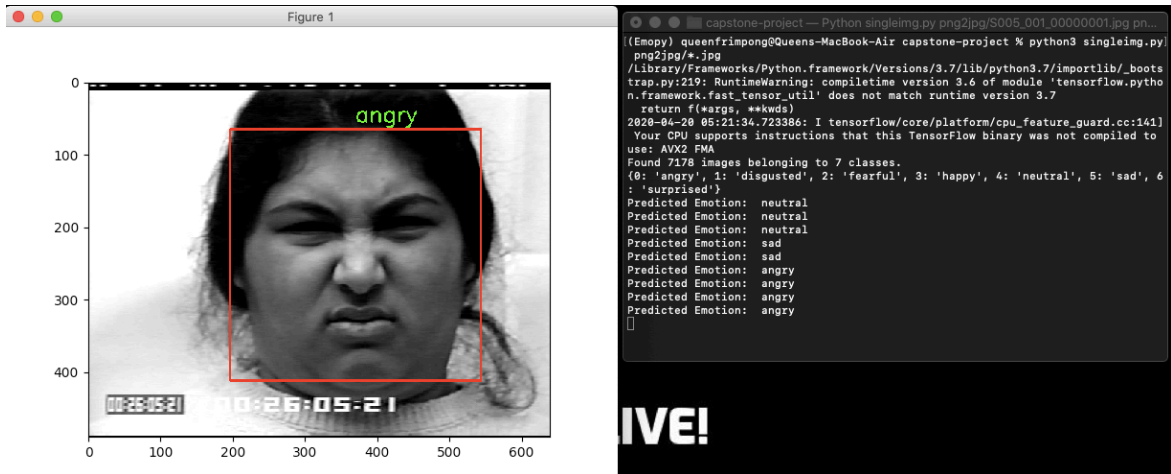 Figure 1
0
100
200
300
400
0 100 200 300 400 500 600
angry
00:26:05:21 00:26:05:21
capstone-project — Python singleimg.py png2jpg/S005_001_00000001.jpg pn...
[(Emopy) queenfrimpong@Queens-MacBook-Air capstone-project % python3 singleimg.py]
png2jpg/*.jpg
/Library/Frameworks/Python.framework/Versions/3.7/lib/python3.7/importlib/_boots
trap.py:219: RuntimeWarning: compiletime version 3.6 of module 'tensorflow.pytho
n.framework.fast_tensor_util' does not match runtime version 3.7
return f(*args, **kwds)
2020-04-20 05:21:34.723386: I tensorflow/core/platform/cpu_feature_guard.cc:141]
Your CPU supports instructions that this TensorFlow binary was not compiled to
use: AVX2 FMA
Found 7178 images belonging to 7 classes.
{0: 'angry', 1: 'disgusted', 2: 'fearful', 3: 'happy', 4: 'neutral', 5: 'sad', 6
: 'surprised'}
Predicted Emotion: neutral
Predicted Emotion: neutral
Predicted Emotion: neutral
Predicted Emotion: sad
Predicted Emotion: sad
Predicted Emotion: angry
Predicted Emotion: angry
Predicted Emotion: angry
Predicted Emotion: angry
IVE!